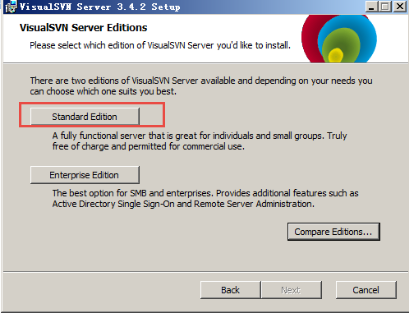 VisualSVN Server 3.4.2 Setup
VisualSVN Server Editions
Please select which edition of VisualSVN Server you'd like to install.
There are two editions of VisualSVN Server available and depending on your needs you
can choose which one suits you best.
Standard Edition
A fully functional server that is great for individuals and small groups. Truly
free of charge and permitted for commercial use.
Enterprise Edition
The best option for SMB and enterprises. Provides additional features such as
Active Directory Single Sign-On and Remote Server Administration.
Compare Editions...
Back
Next
Cancel